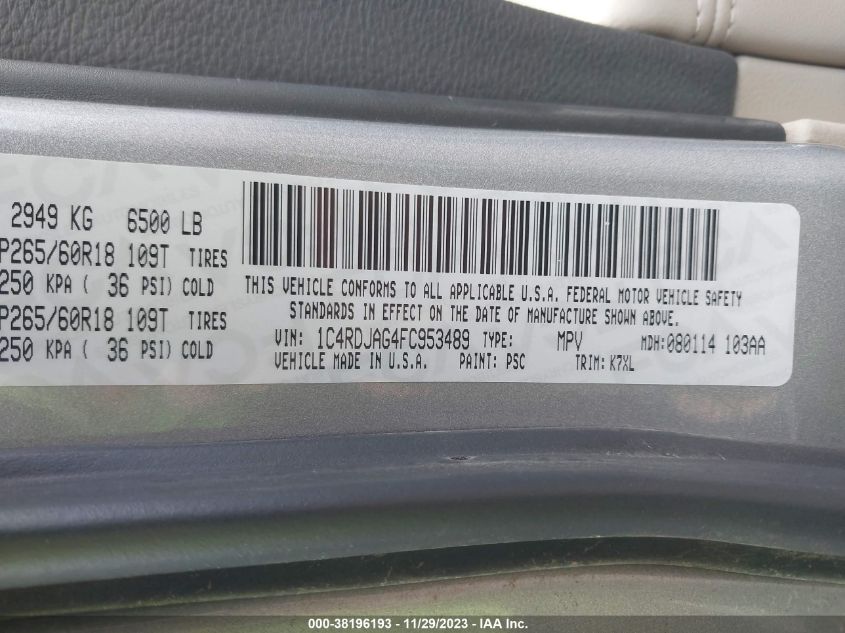 2949 KG 6500 LB
P265/60R18 109T TIRES
250 KPA ( 36 PSI) COLD
P265/60R18 109T TIRES
250 KPA ( 36 PSI) COLD
THIS VEHICLE CONFORMS TO ALL APPLICABLE U.S.A. FEDERAL MOTOR VEHICLE SAFETY
STANDARDS IN EFFECT ON THE DATE OF MANUFACTURE SHOWN ABOVE.
VIN: 1C4RDJAG4FC953489 TYPE: MPV MDH: 080114 103AA
VEHICLE MADE IN U.S.A. PAINT: PSC TRIM: K7XL
000-38196193 - 11/29/2023 - IAA Inc.